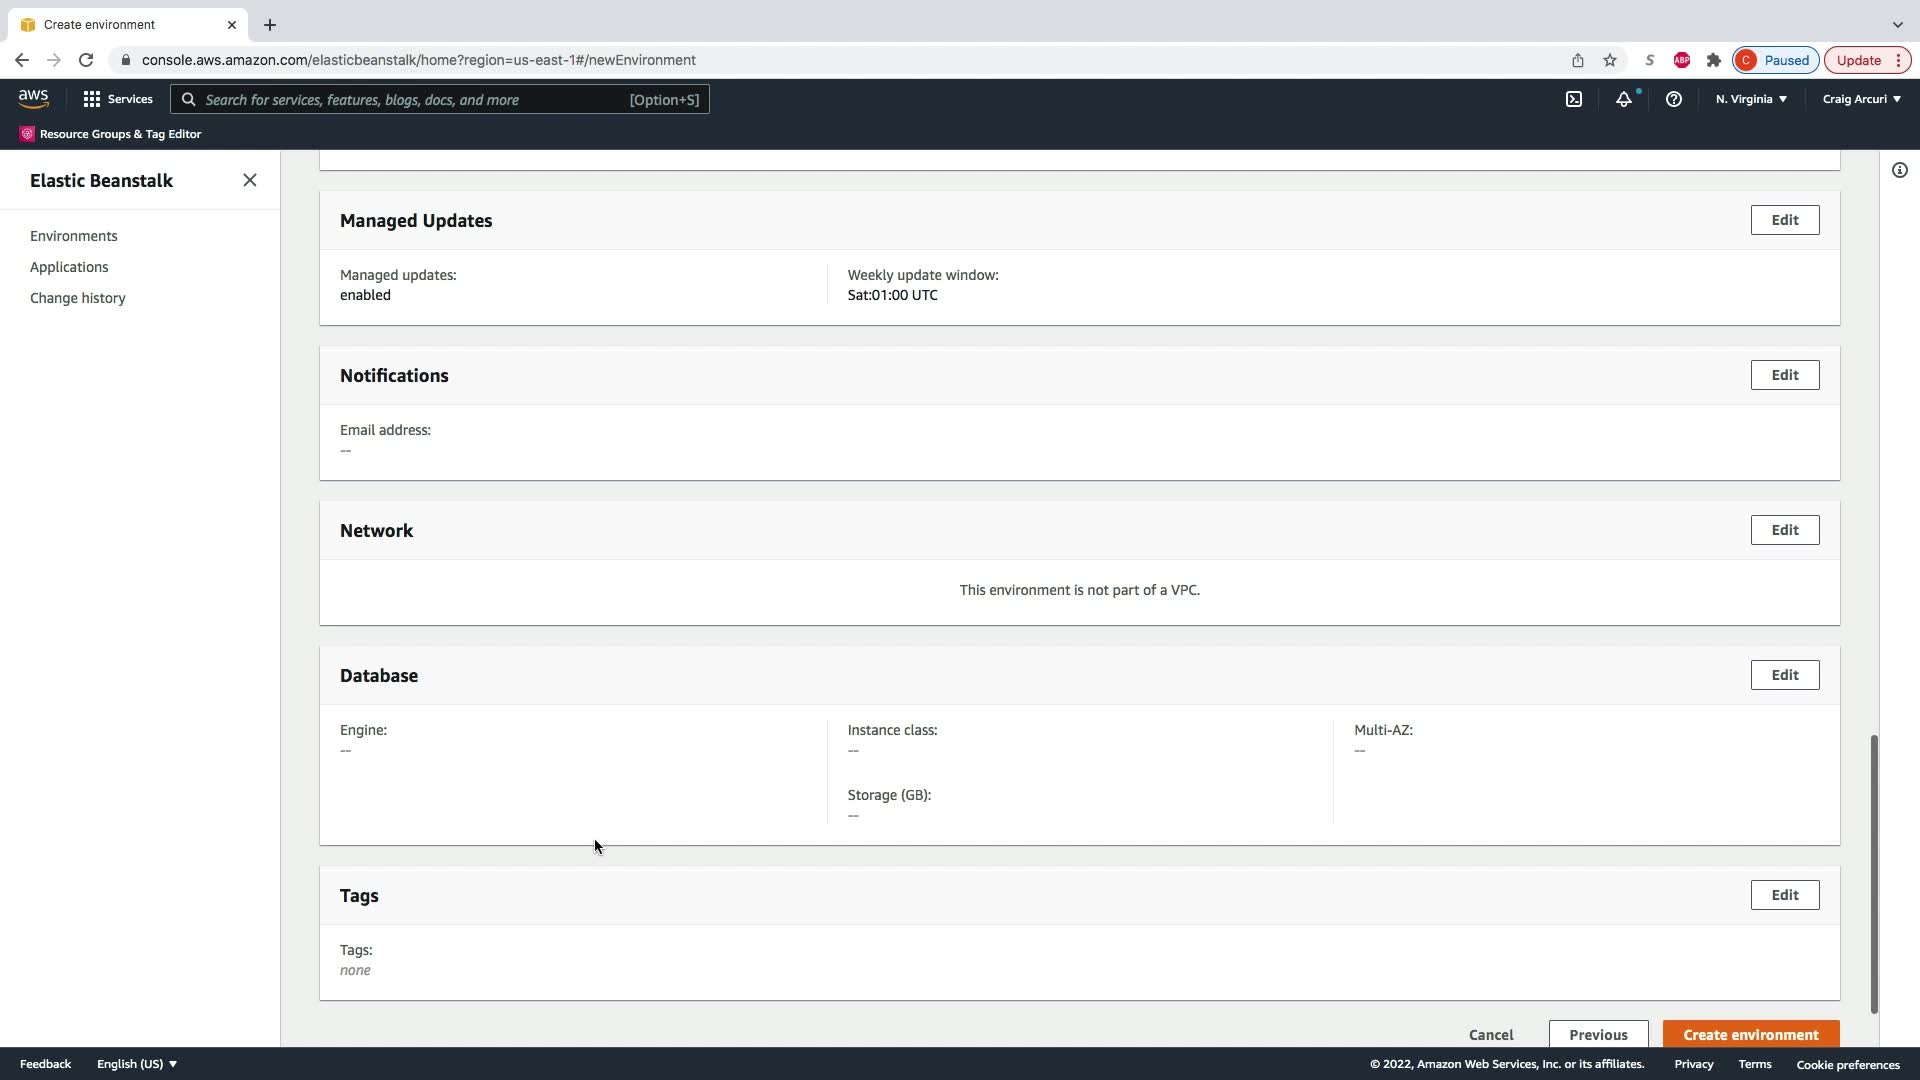 Create environment
console.aws.amazon.com/elasticbeanstalk/home?region=us-east-1#/newEnvironment
S
ABP
C
Paused
Update
aws
Services
Search for services, features, blogs, docs, and more
[Option+S]
N. Virginia
Craig Arcuri
Resource Groups & Tag Editor
Elastic Beanstalk
Environments
Applications
Change history
Managed Updates
Edit
Managed updates:
enabled
Weekly update window:
Sat:01:00 UTC
Notifications
Edit
Email address:
--
Network
Edit
This environment is not part of a VPC.
Database
Edit
Engine:
--
Instance class:
--
Storage (GB):
--
Multi-AZ:
--
Tags
Edit
Tags:
none
Cancel
Previous
Create environment
Feedback
English (US)
© 2022, Amazon Web Services, Inc. or its affiliates.
Privacy
Terms
Cookie preferences